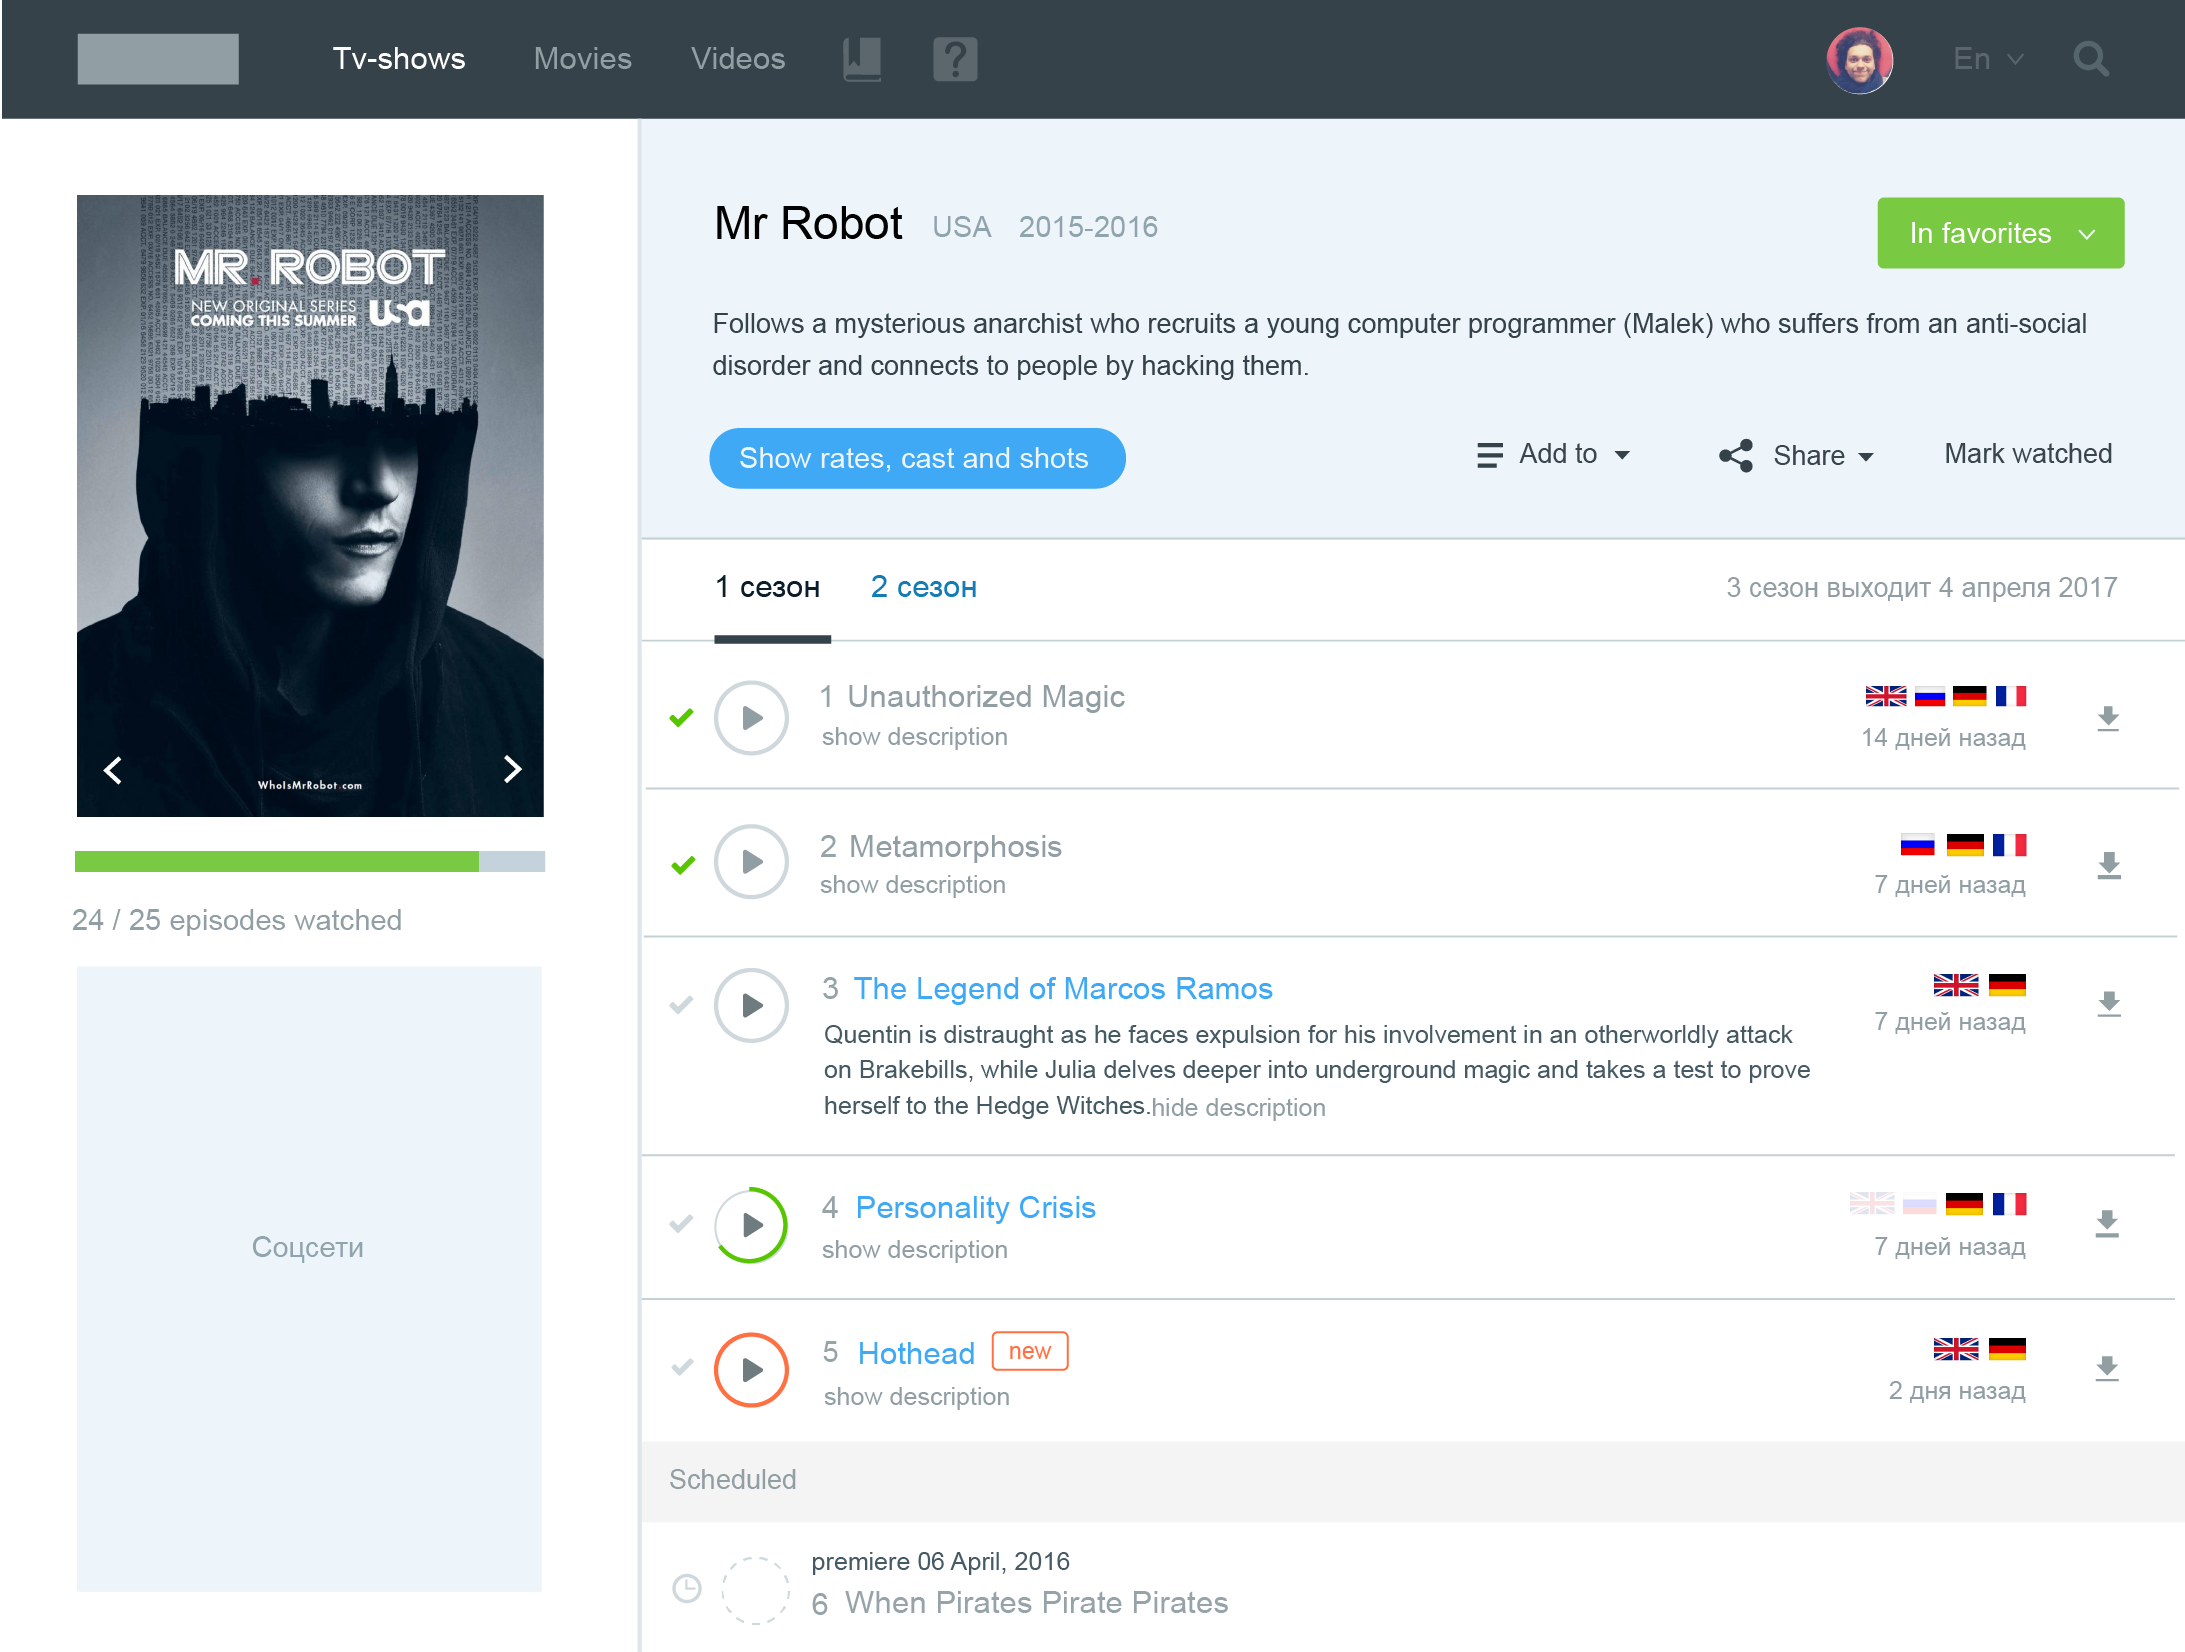 Tv-shows
Movies
Videos
?
En
MR.ROBOT
NEW ORIGINAL SERIES
COMING THIS SUMMER
usa
WhoIsMrRobot.com
24 / 25 episodes watched
Соцсети
Mr Robot USA 2015-2016
In favorites
Follows a mysterious anarchist who recruits a young computer programmer (Malek) who suffers from an anti-social
disorder and connects to people by hacking them.
Show rates, cast and shots
Add to
Share
Mark watched
1 сезон
2 сезон
3 сезон выходит 4 апреля 2017
1 Unauthorized Magic
show description
14 дней назад
2 Metamorphosis
show description
7 дней назад
3 The Legend of Marcos Ramos
Quentin is distraught as he faces expulsion for his involvement in an otherworldly attack
on Brakebills, while Julia delves deeper into underground magic and takes a test to prove
herself to the Hedge Witches.hide description
7 дней назад
4 Personality Crisis
show description
7 дней назад
5 Hothead new
show description
2 дня назад
Scheduled
premiere 06 April, 2016
6 When Pirates Pirate Pirates